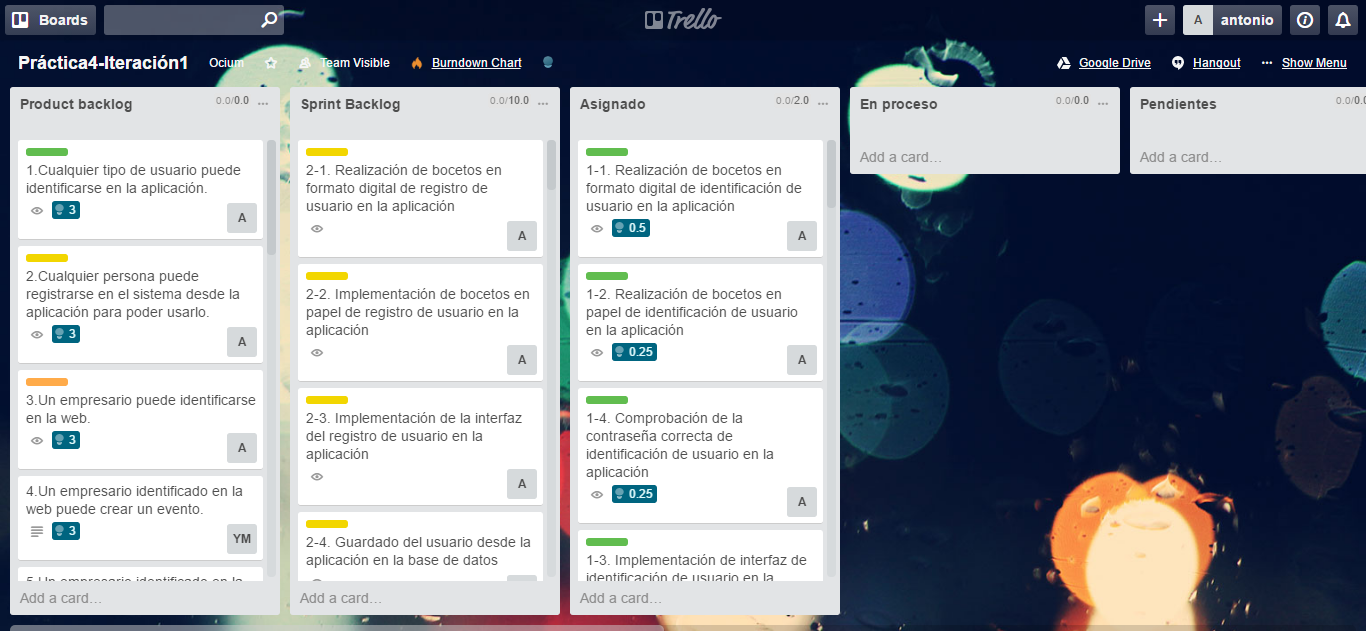 Boards
Trello
A antonio
Práctica4-Iteración1
Ocium
Team Visible
Burndown Chart
Google Drive
Hangout
Show Menu
Product backlog
0.0/0.0
1.Cualquier tipo de usuario puede
identificarse en la aplicación.
3
A
2.Cualquier persona puede
registrarse en el sistema desde la
aplicación para poder usarlo.
3
A
3.Un empresario puede identificarse
en la web.
3
A
4.Un empresario identificado en la
web puede crear un evento.
3
YM
5.Un empresario identificado en la
Add a card…
Sprint Backlog
0.0/10.0
2-1. Realización de bocetos en
formato digital de registro de
usuario en la aplicación
A
2-2. Implementación de bocetos en
papel de registro de usuario en la
aplicación
A
2-3. Implementación de la interfaz
del registro de usuario en la
aplicación
A
2-4. Guardado del usuario desde la
aplicación en la base de datos
Add a card…
Asignado
0.0/2.0
1-1. Realización de bocetos en
formato digital de identificación de
usuario en la aplicación
0.5
A
1-2. Realización de bocetos en
papel de identificación de usuario
en la aplicación
0.25
A
1-4. Comprobación de la
contraseña correcta de
identificación de usuario en la
aplicación
0.25
A
1-3. Implementación de interfaz de
identificación de usuario en la
Add a card…
En proceso
0.0/0.0
Add a card…
Pendientes
0.0/0.0
Add a card…